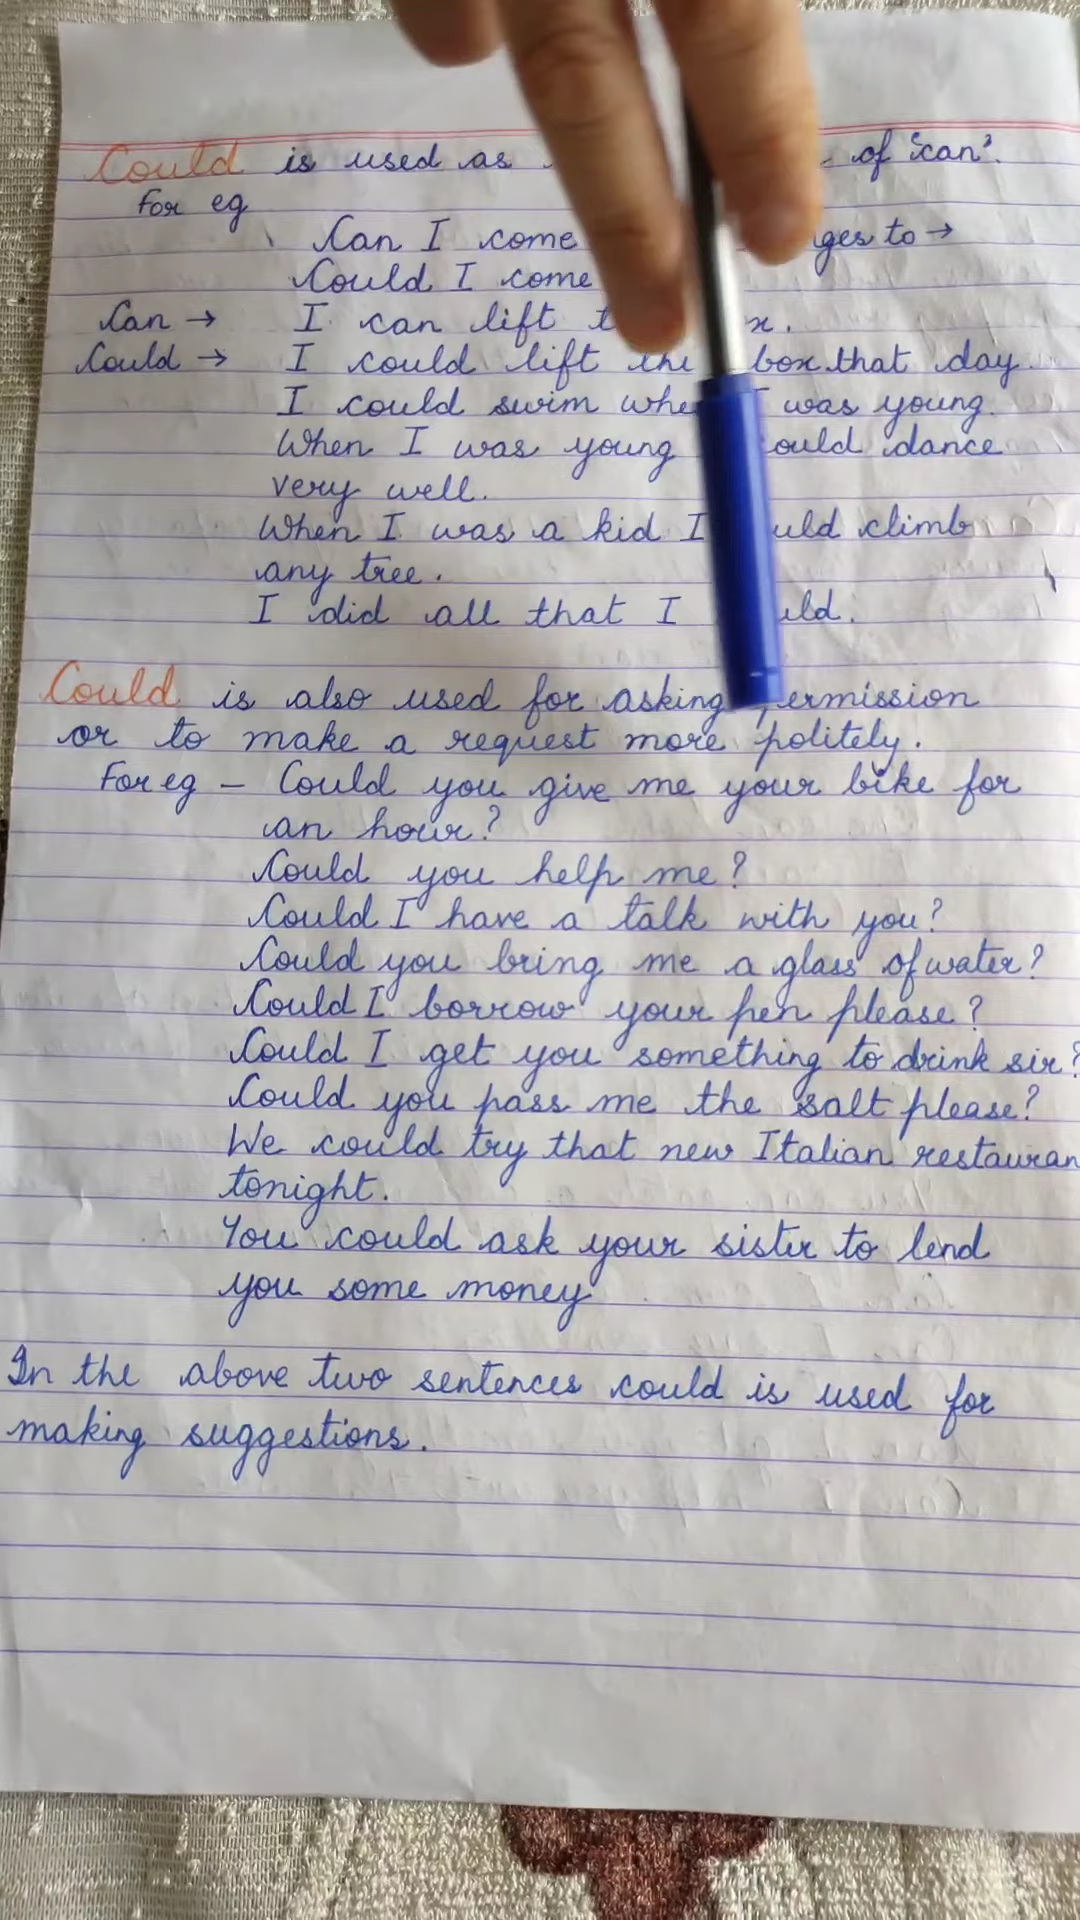 Could is used as of "can".
For eg
Can I come to →
Could I come
Can → I can lift
Could → I could lift the box that day.
I could swim I was young.
When I was young could dance
very well.
When I was a kid I climb
any tree.
I did all that I
Could is also used for asking permission
or to make a request more politely.
For eg – Could you give me your bike for
an hour?
Could you help me?
Could I have a talk with you?
Could you bring me a glass of water?
Could I borrow your pen please?
Could I get you something to drink sir?
Could you pass me the salt please?
We could try that new Italian restauran
tonight.
You could ask your sister to lend
you some money
In the above two sentences could is used for
making suggestions.